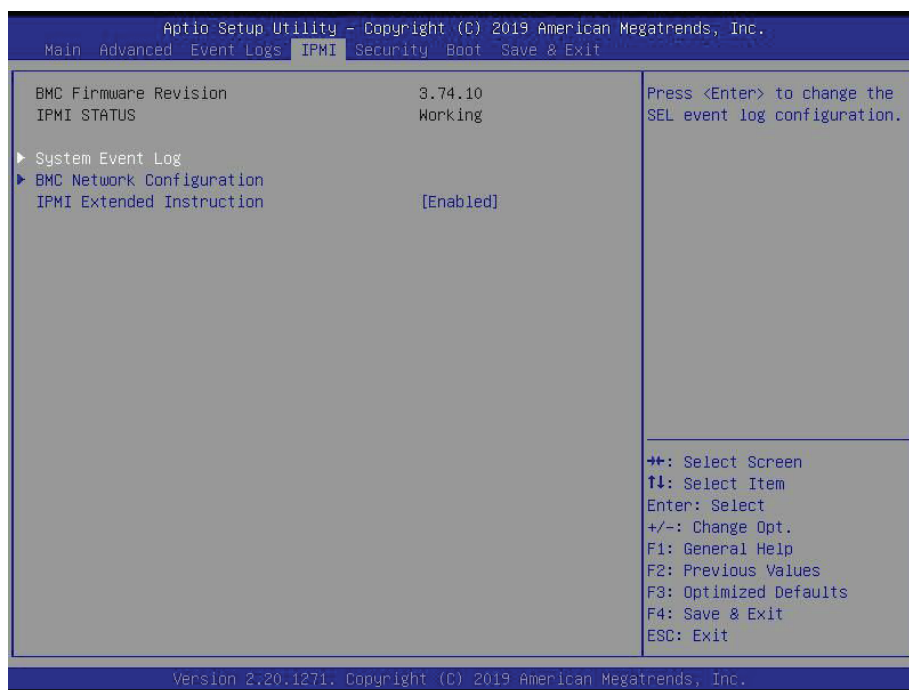 Aptio Setup Utility – Copyright (C) 2019 American Megatrends, Inc.
Main Advanced Event Logs IPMI Security Boot Save & Exit
BMC Firmware Revision 3.74.10
IPMI STATUS Working
System Event Log
BMC Network Configuration
IPMI Extended Instruction [Enabled]
Press <Enter> to change the
SEL event log configuration.
→←: Select Screen
↑↓: Select Item
Enter: Select
+/-: Change Opt.
F1: General Help
F2: Previous Values
F3: Optimized Defaults
F4: Save & Exit
ESC: Exit
Version 2.20.1271. Copyright (C) 2019 American Megatrends, Inc.